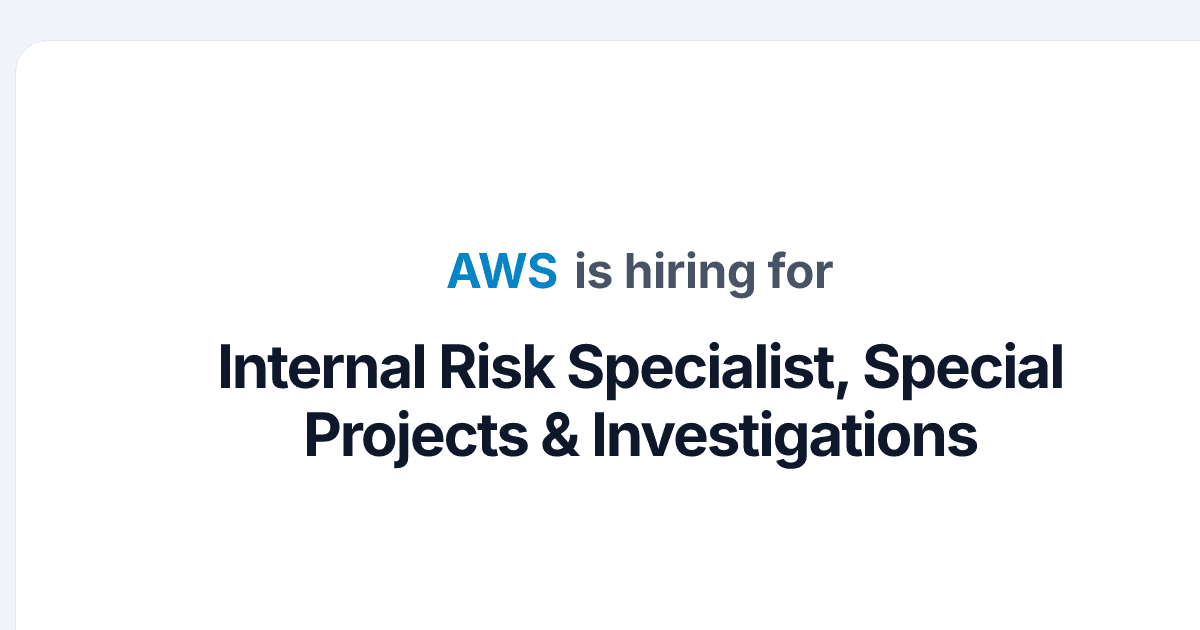 AWS is hiring for
Internal Risk Specialist, Special
Projects & Investigations